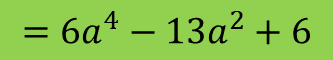 = 6a⁴ − 13a² + 6